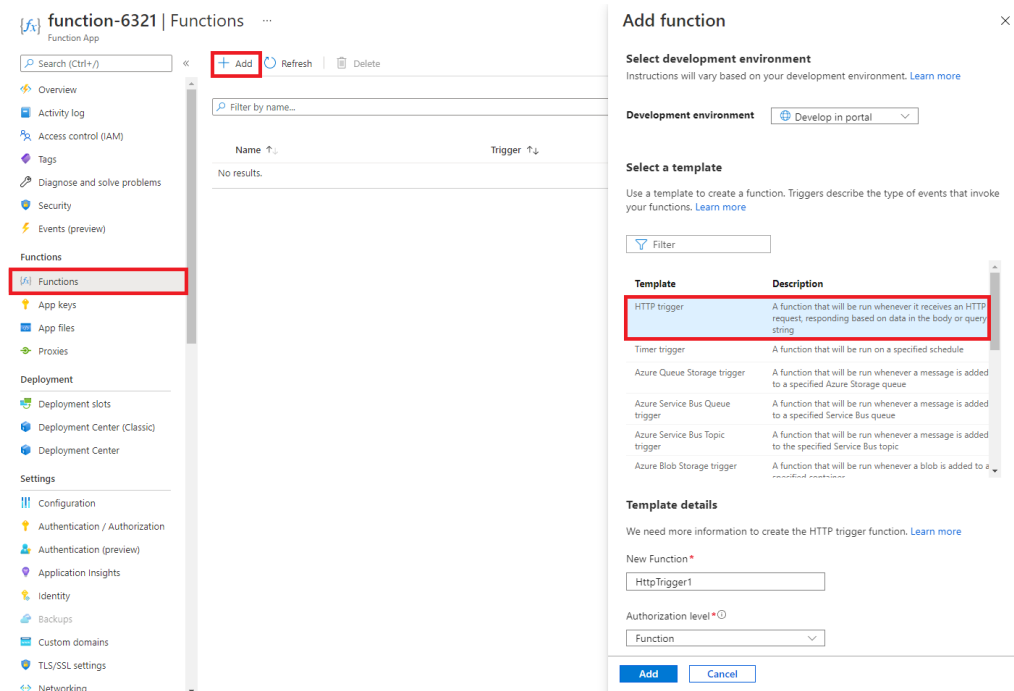 function-6321 | Functions ...
Function App
Search (Ctrl+/)
«
Overview
Activity log
Access control (IAM)
Tags
Diagnose and solve problems
Security
Events (preview)
Functions
Functions
App keys
App files
Proxies
Deployment
Deployment slots
Deployment Center (Classic)
Deployment Center
Settings
Configuration
Authentication / Authorization
Authentication (preview)
Application Insights
Identity
Backups
Custom domains
TLS/SSL settings
Networking
Add Refresh Delete
Filter by name...
Name Trigger
No results.
Add function
Select development environment
Instructions will vary based on your development environment. Learn more
Development environment Develop in portal
Select a template
Use a template to create a function. Triggers describe the type of events that invoke
your functions. Learn more
Filter
Template Description
HTTP trigger A function that will be run whenever it receives an HTTP
request, responding based on data in the body or query
string
Timer trigger A function that will be run on a specified schedule
Azure Queue Storage trigger A function that will be run whenever a message is added
to a specified Azure Storage queue
Azure Service Bus Queue A function that will be run whenever a message is added
trigger to a specified Service Bus queue
Azure Service Bus Topic A function that will be run whenever a message is added
trigger to the specified Service Bus topic
Azure Blob Storage trigger A function that will be run whenever a blob is added to a
specified container
Template details
We need more information to create the HTTP trigger function. Learn more
New Function*
HttpTrigger1
Authorization level*
Function
Add Cancel